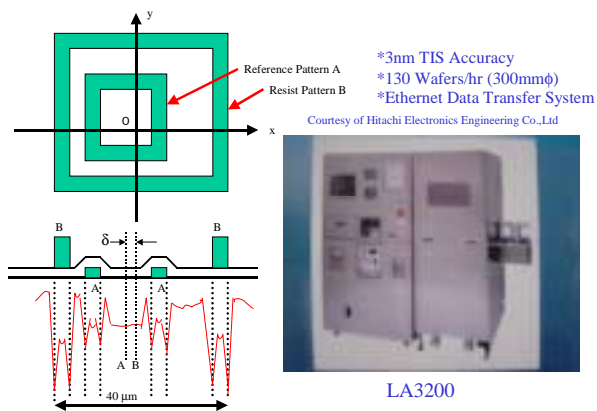 y
Reference Pattern A
Resist Pattern B
O
x
*3nm TIS Accuracy
*130 Wafers/hr (300mmφ)
*Ethernet Data Transfer System
Courtesy of Hitachi Electronics Engineering Co.,Ltd
B
δ
B
A
A
A B
40 μm
LA3200